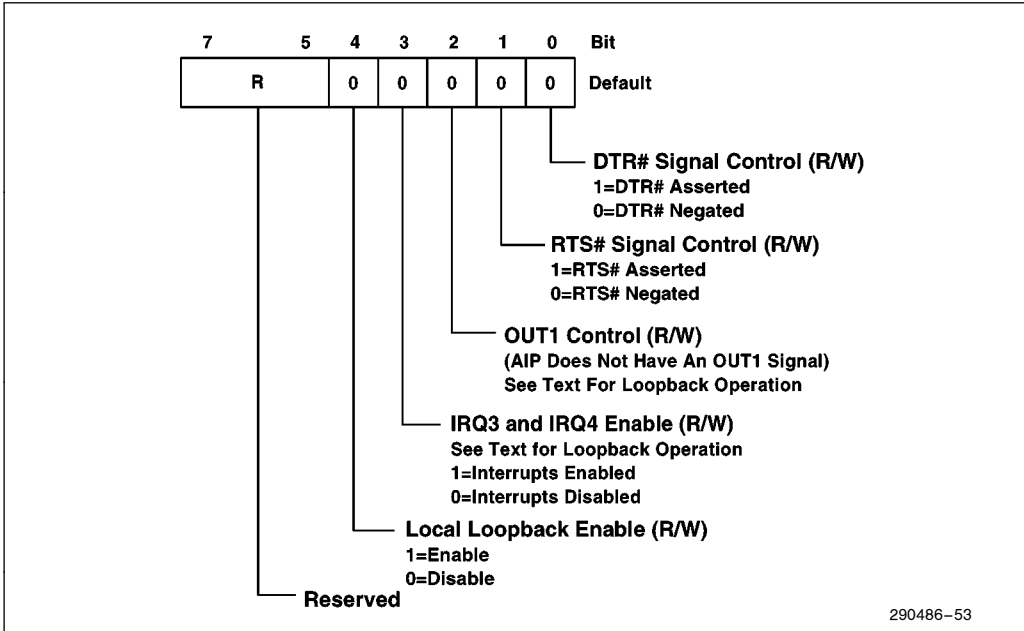 7 5 4 3 2 1 0 Bit
R 0 0 0 0 0 Default
DTR# Signal Control (R/W)
1=DTR# Asserted
0=DTR# Negated
RTS# Signal Control (R/W)
1=RTS# Asserted
0=RTS# Negated
OUT1 Control (R/W)
(AIP Does Not Have An OUT1 Signal)
See Text For Loopback Operation
IRQ3 and IRQ4 Enable (R/W)
See Text for Loopback Operation
1=Interrupts Enabled
0=Interrupts Disabled
Local Loopback Enable (R/W)
1=Enable
0=Disable
Reserved
290486–53